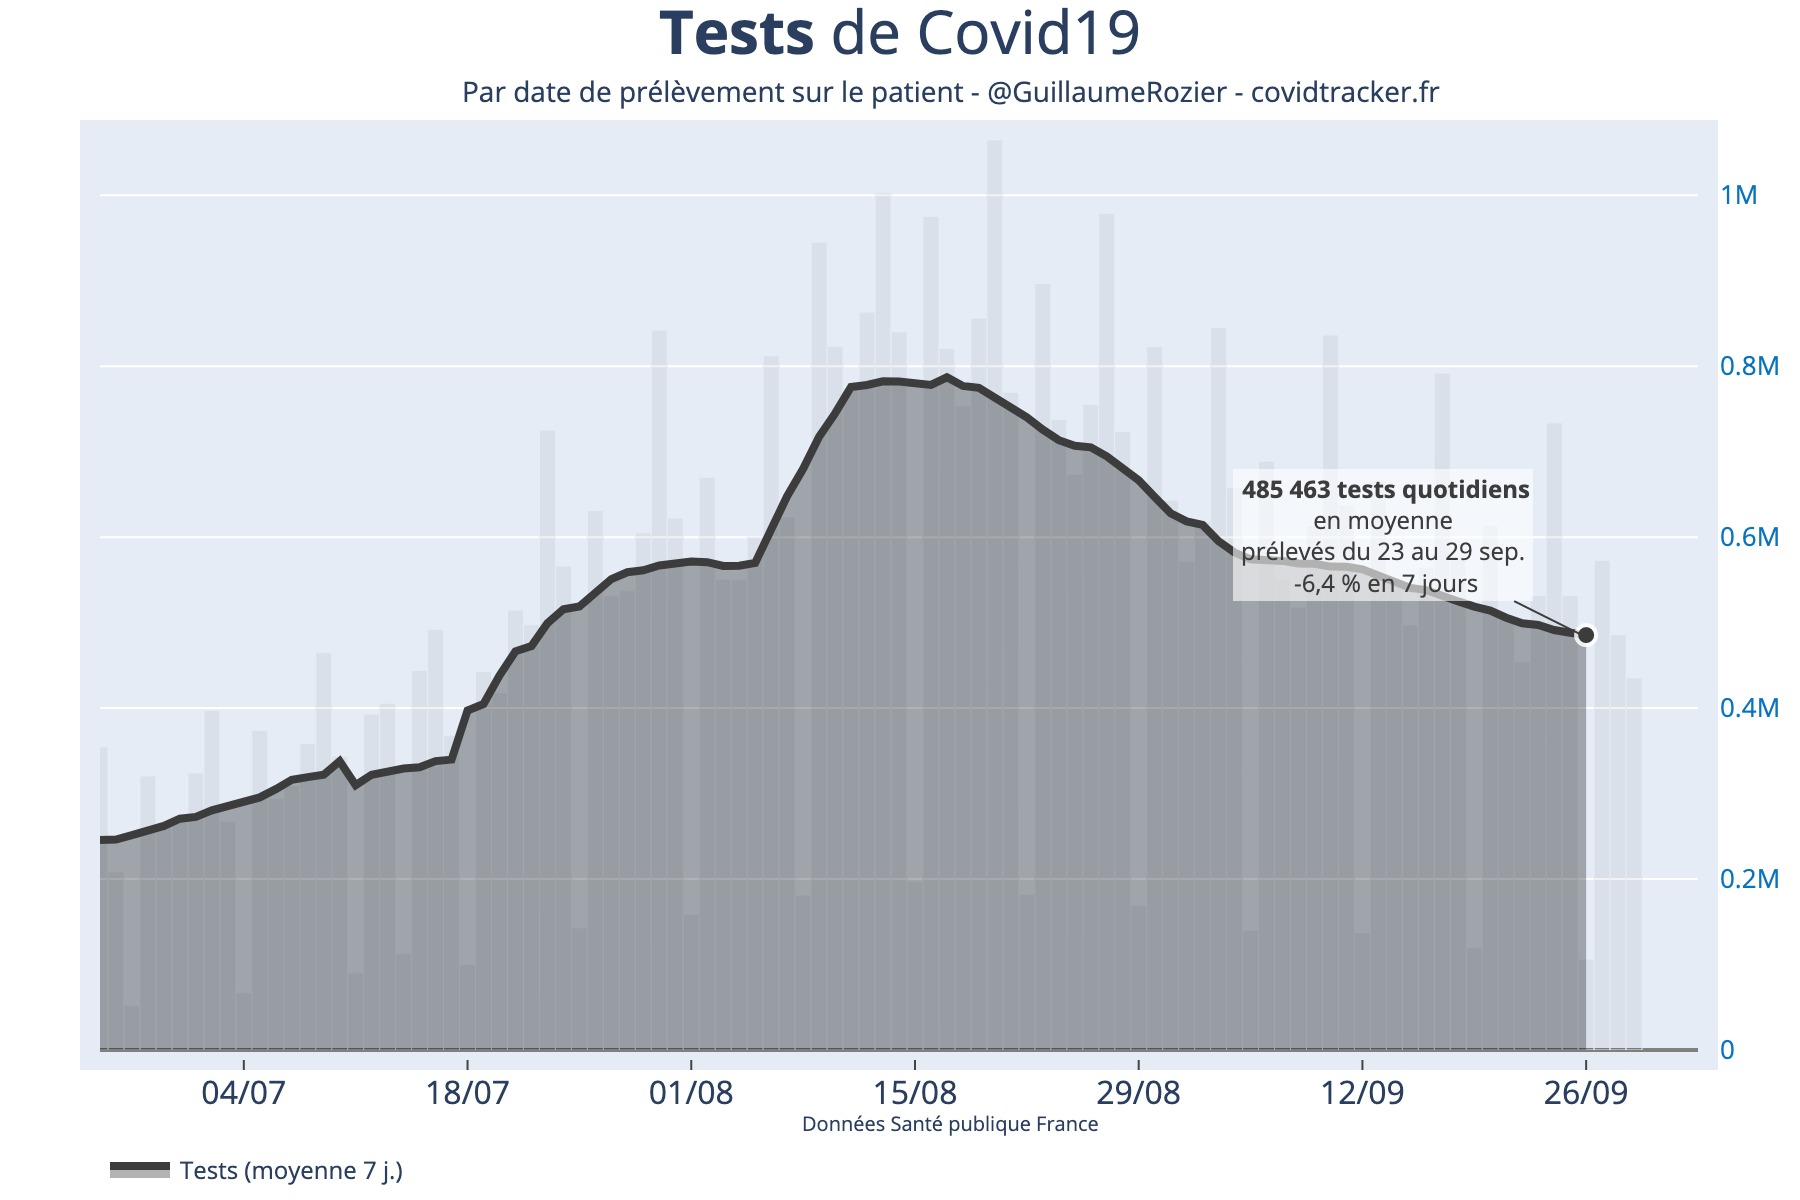 Tests de Covid19
Par date de prélèvement sur le patient - @GuillaumeRozier - covidtracker.fr
1M
0.8M
485 463 tests quotidiens
en moyenne
prélevés du 23 au 29 sep.
-6,4 % en 7 jours
0.6M
0.4M
0.2M
0
04/07 18/07 01/08 15/08 29/08 12/09 26/09
Données Santé publique France
Tests (moyenne 7 j.)